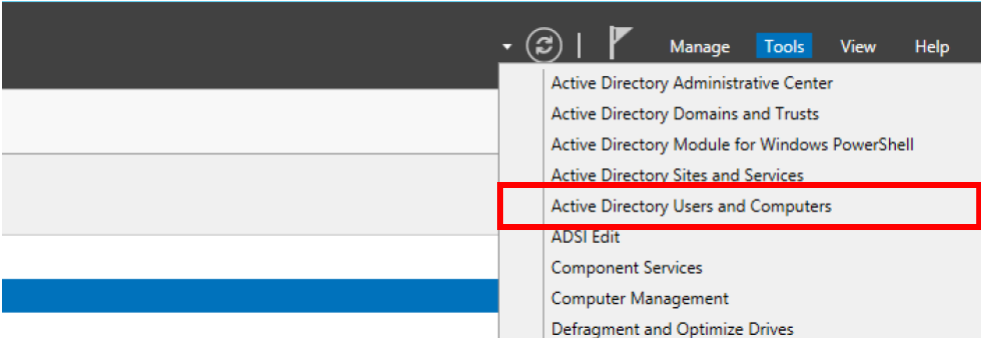 Manage Tools View Help
Active Directory Administrative Center
Active Directory Domains and Trusts
Active Directory Module for Windows PowerShell
Active Directory Sites and Services
Active Directory Users and Computers
ADSI Edit
Component Services
Computer Management
Defragment and Optimize Drives